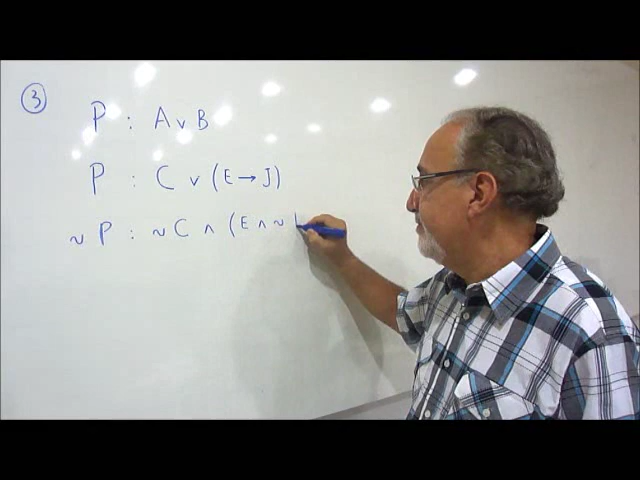 ③
P : A ∨ B
P : C ∨ (E → J)
~ P : ~ C ∧ (E ∧ ~